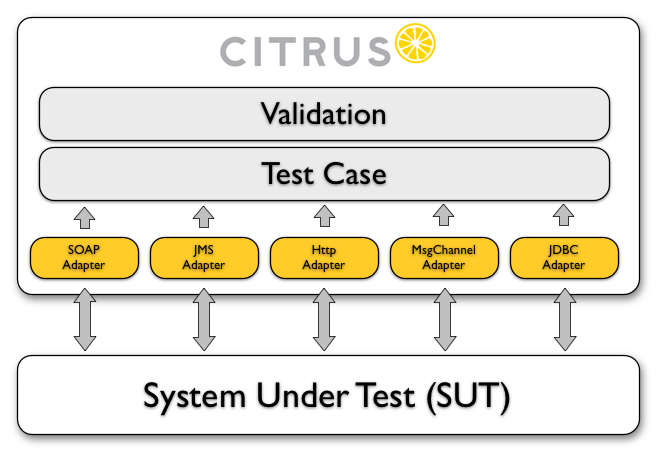 CITRUS
Validation
Test Case
SOAP
Adapter
JMS
Adapter
Http
Adapter
MsgChannel
Adapter
JDBC
Adapter
System Under Test (SUT)